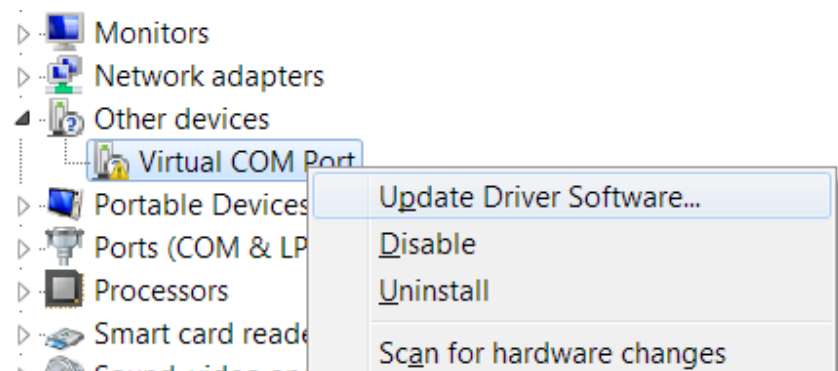 Monitors
Network adapters
Other devices
Virtual COM Port
Portable Devices
Update Driver Software...
Ports (COM & LP
Disable
Processors
Uninstall
Smart card reade
Scan for hardware changes